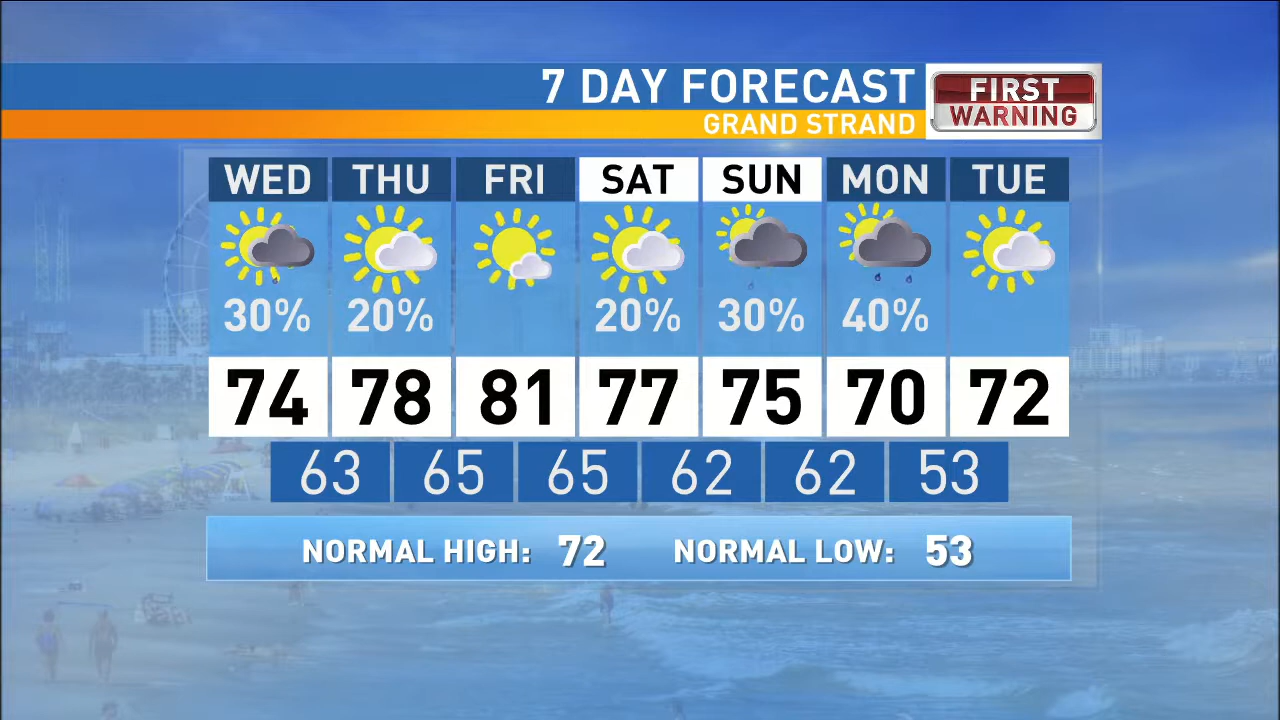 7 DAY FORECAST
GRAND STRAND
FIRST
WARNING
WED THU FRI SAT SUN MON TUE
30% 20% 20% 30% 40%
74 78 81 77 75 70 72
63 65 65 62 62 53
NORMAL HIGH: 72 NORMAL LOW: 53